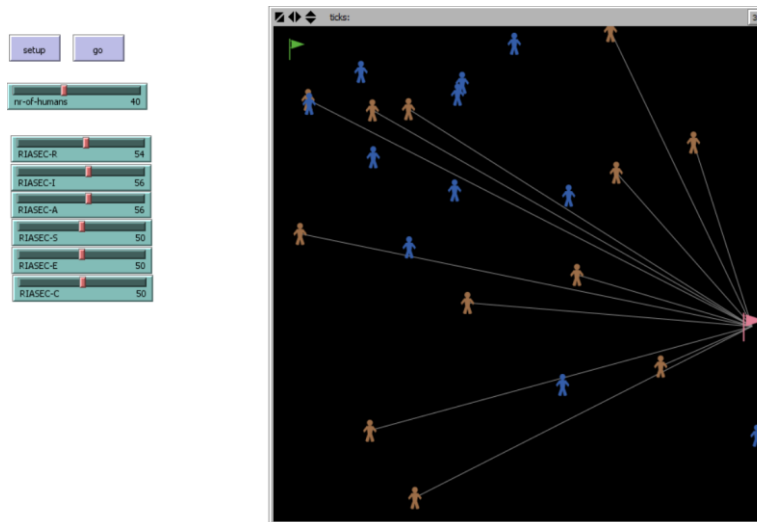 ticks:
setup go
nr-of-humans 40
RIASEC-R 54
RIASEC-I 56
RIASEC-A 56
RIASEC-S 50
RIASEC-E 50
RIASEC-C 50